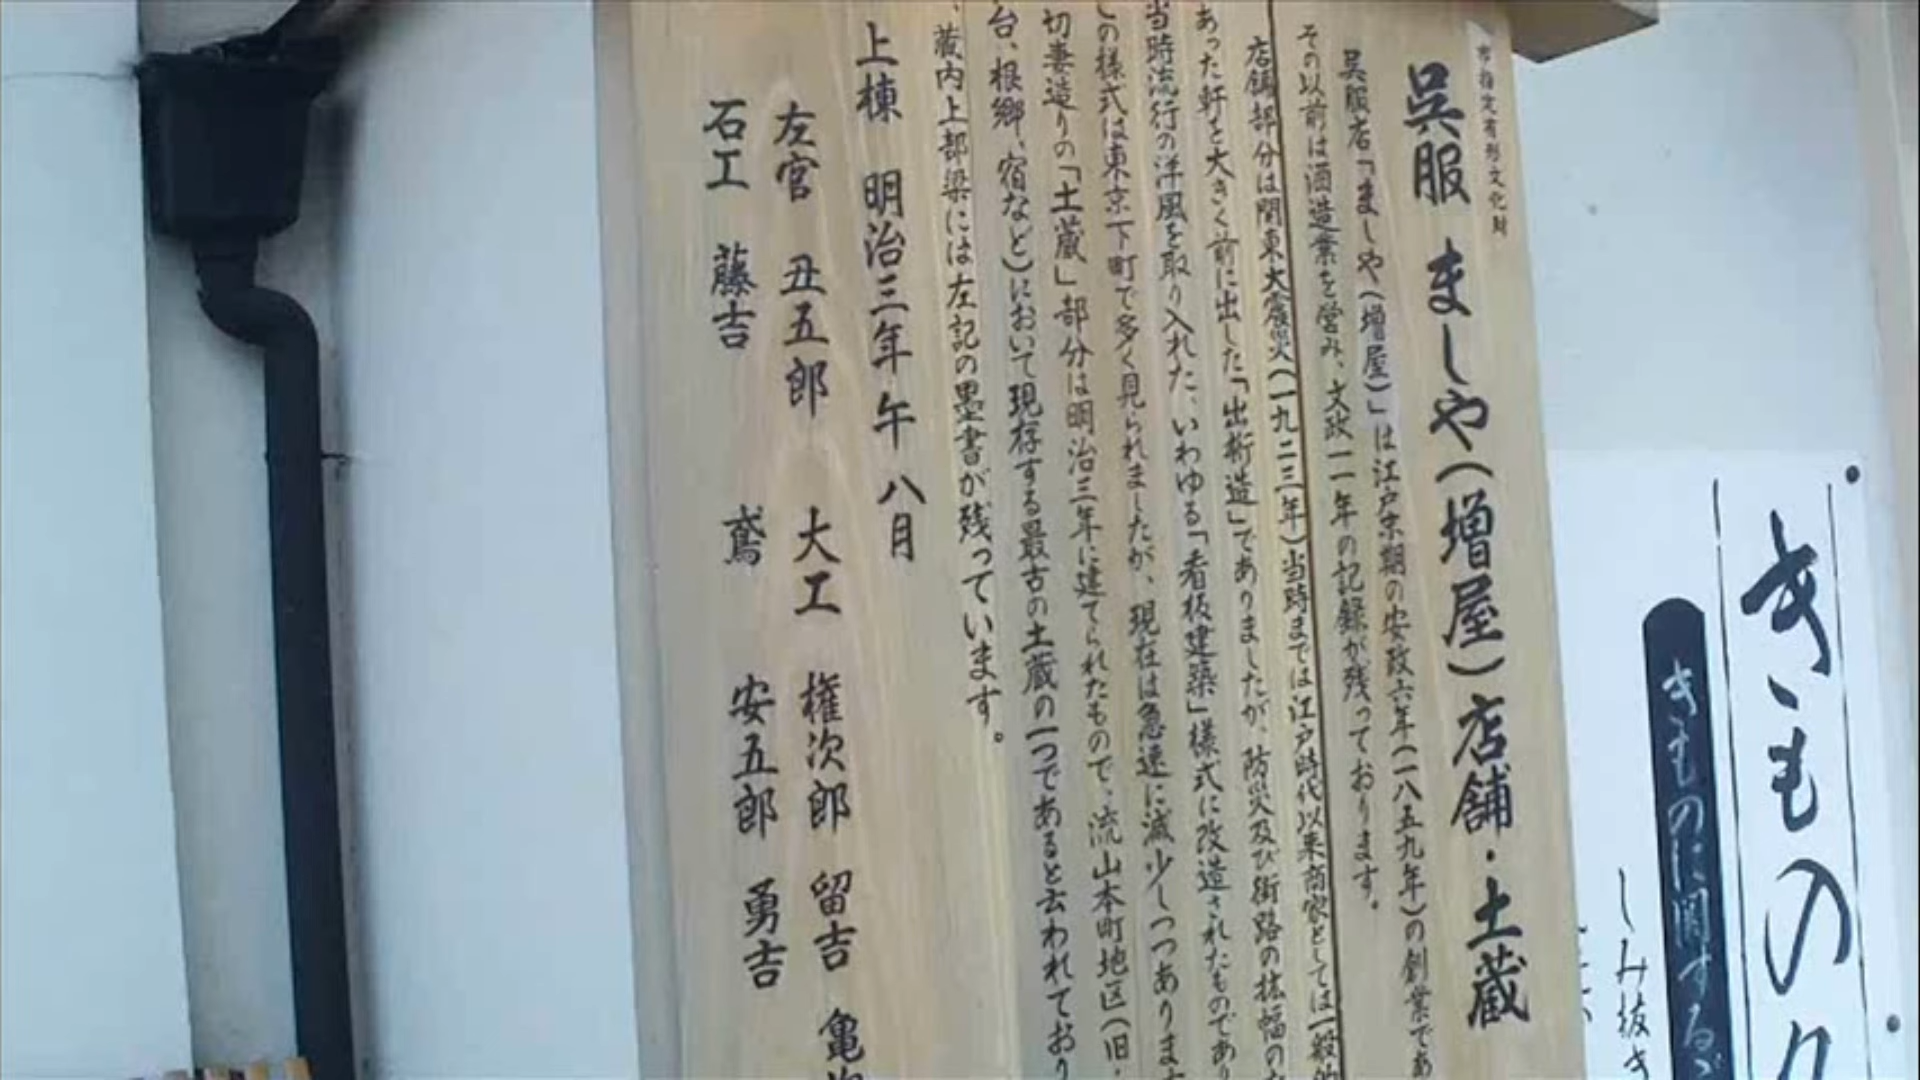 きものク
きものに関するご
しみ抜き
市指定有形文化財
呉服 ましや(増屋)店舗・土蔵
呉服店「ましや(増屋)」は江戸末期の安政六年(一八五九年)の創業であ
その以前は酒造業を営み、文政一一年の記録が残っております。
店舗部分は関東大震災(一九二三年)当時までは江戸時代以来商家としては一般的
あった軒を大きく前に出した「出桁造」でありましたが、防災及び街路の拡幅のた
当時流行の洋風を取り入れた、いわゆる「看板建築」様式に改造されたものであり
この様式は東京下町で多く見られましたが、現在は急速に減少しつつあります
切妻造りの「土蔵」部分は明治三年に建てられたもので、流山本町地区(旧・
台、根郷、宿など)において現存する最古の土蔵の一つであると云われており
、蔵内上部梁には左記の墨書が残っています。
上棟 明治三年 午 八月
左官 丑五郎 大工 権次郎 留吉 亀
石工 藤吉 鳶 安五郎 勇吉